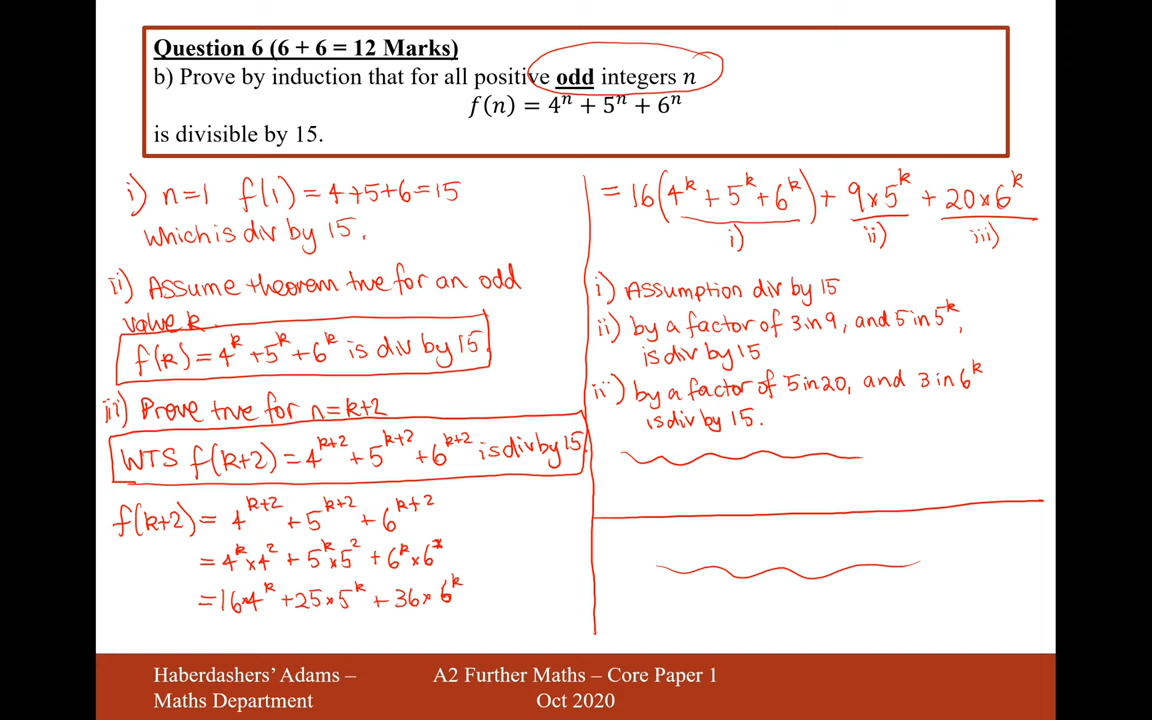 Question 6 (6 + 6 = 12 Marks)
b) Prove by induction that for all positive odd integers n
f(n) = 4ⁿ + 5ⁿ + 6ⁿ
is divisible by 15.
i) n=1 f(1) = 4+5+6=15
which is div by 15.
ii) Assume theorem true for an odd
value k.
f(k) = 4^k + 5^k + 6^k is div by 15.
iii) Prove true for n=k+2
WTS f(k+2) = 4^{k+2} + 5^{k+2} + 6^{k+2} is div by 15.
f(k+2) = 4^{k+2} + 5^{k+2} + 6^{k+2}
= 4^k × 4^2 + 5^k × 5^2 + 6^k × 6^2
= 16×4^k + 25×5^k + 36×6^k
= 16(4^k + 5^k + 6^k) + 9×5^k + 20×6^k
i) ii) iii)
i) Assumption div by 15
ii) by a factor of 3 in 9, and 5 in 5^k,
is div by 15
iii) by a factor of 5 in 20, and 3 in 6^k
is div by 15.
Haberdashers' Adams –
Maths Department
A2 Further Maths – Core Paper 1
Oct 2020